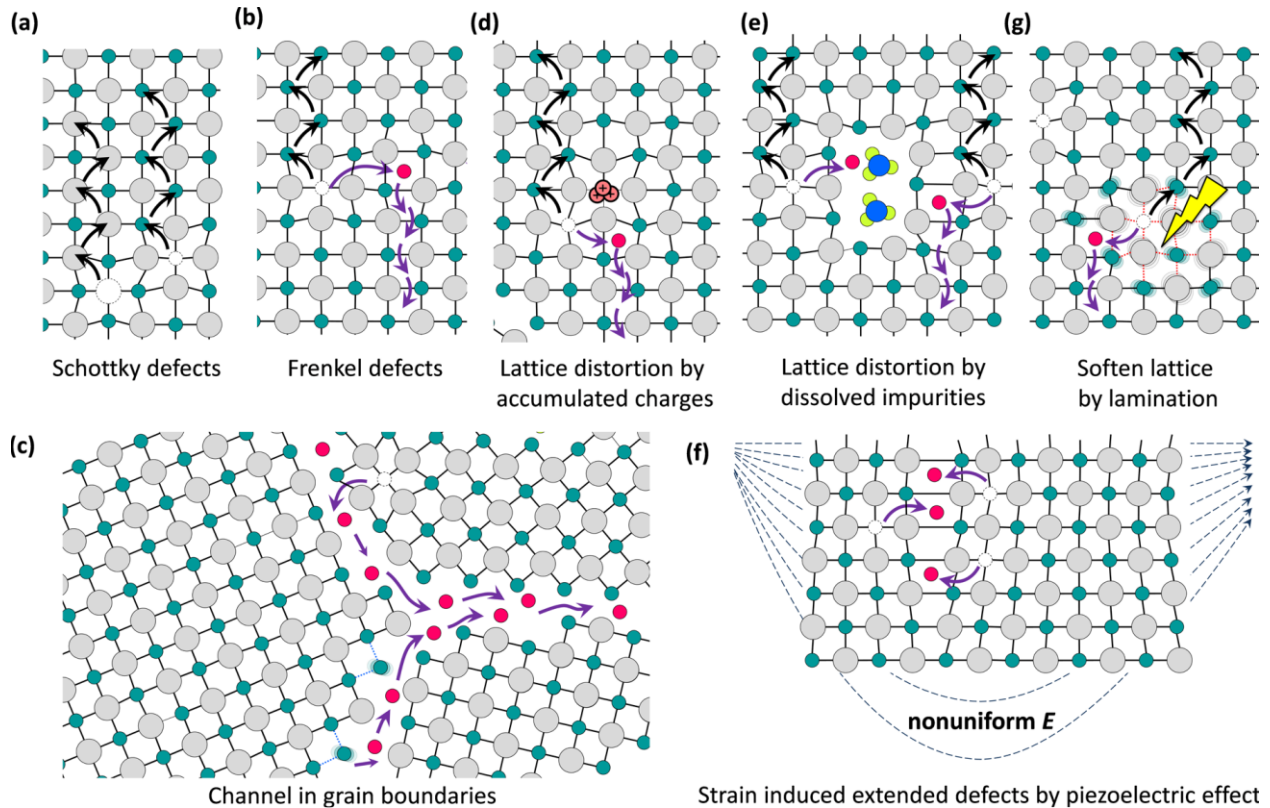 (a)
Schottky defects
(b)
Frenkel defects
(d)
+
Lattice distortion by
accumulated charges
(e)
Lattice distortion by
dissolved impurities
(g)
Soften lattice
by lamination
(c)
Channel in grain boundaries
(f)
nonuniform E
Strain induced extended defects by piezoletric effect